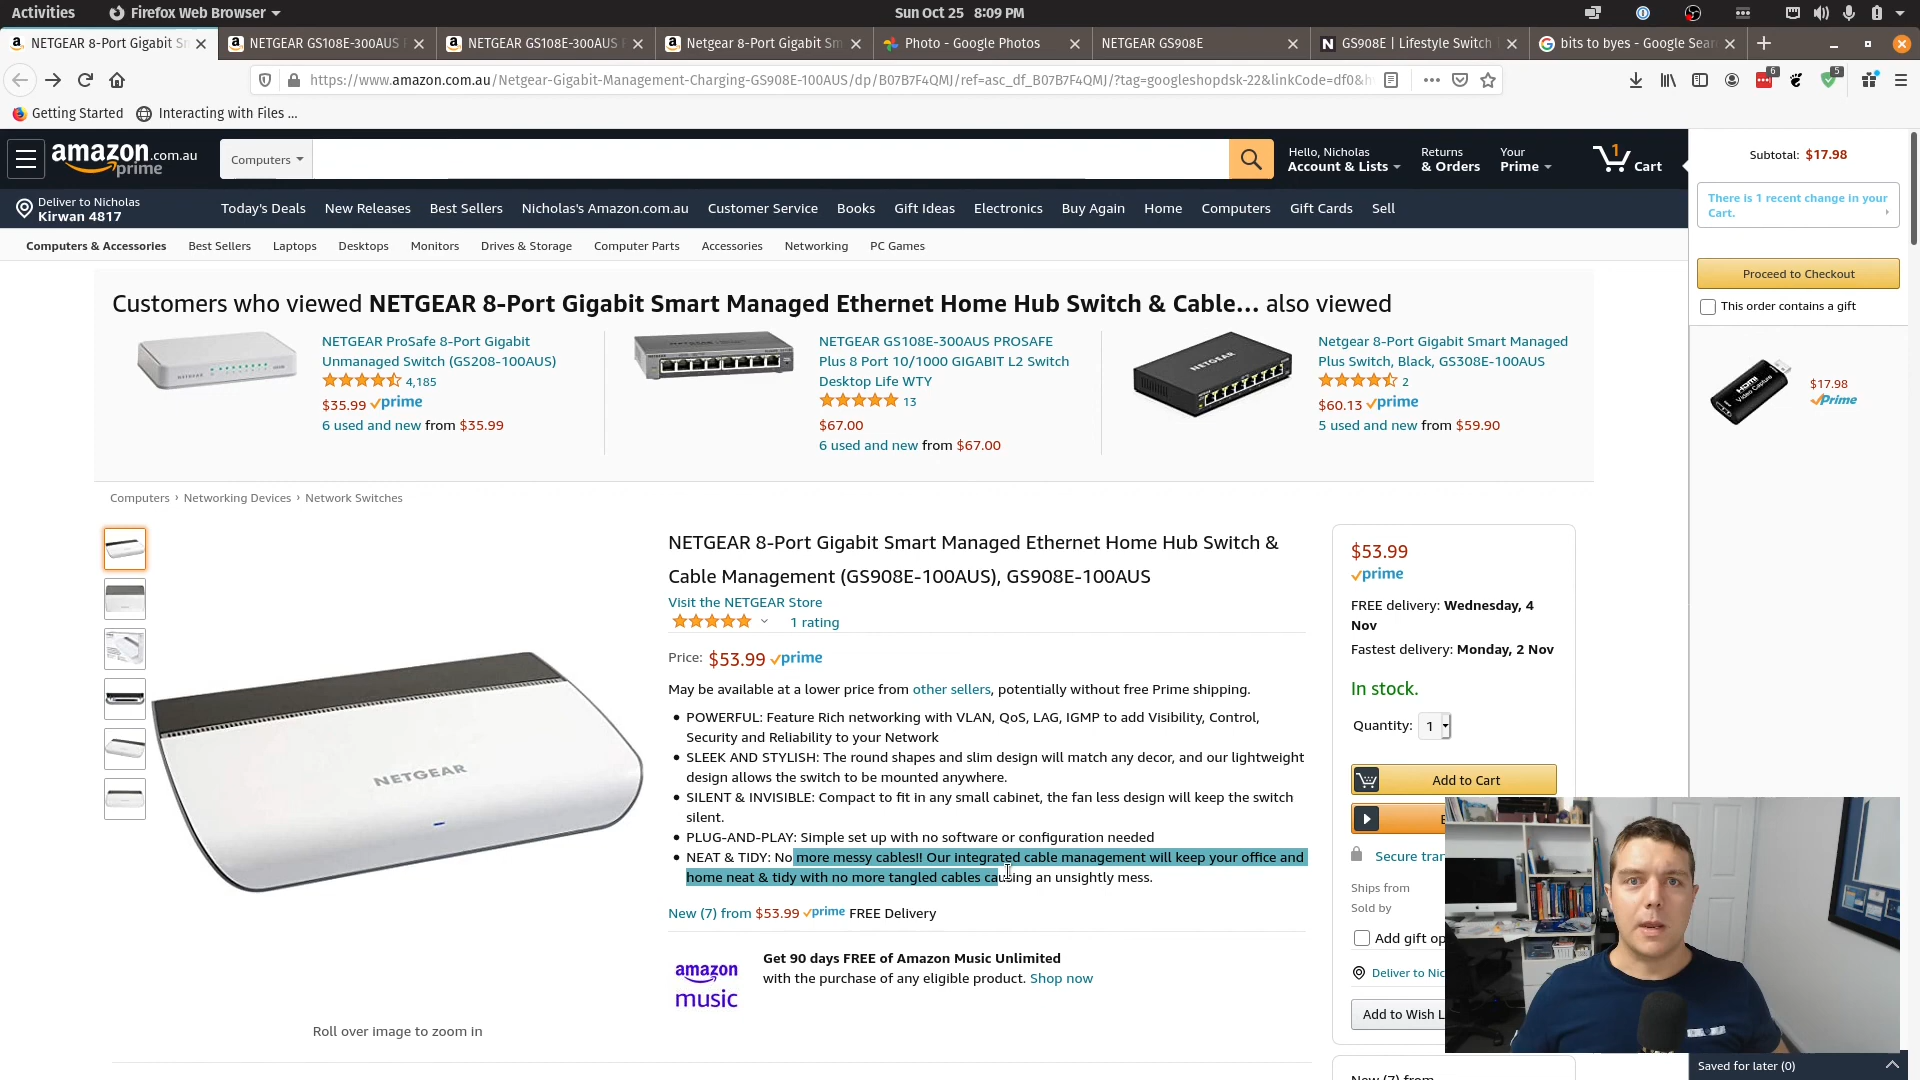 Activities
Firefox Web Browser
Sun Oct 25 8:09 PM
NETGEAR 8-Port Gigabit Sm
NETGEAR GS108E-300AUS
NETGEAR GS108E-300AUS
Netgear 8-Port Gigabit Sm
Photo - Google Photos
NETGEAR GS908E
GS908E | Lifestyle Switch
bits to byes - Google Sear
https://www.amazon.com.au/Netgear-Gigabit-Management-Charging-GS908E-100AUS/dp/B07B7F4QMJ/ref=asc_df_B07B7F4QMJ/?tag=googleshopdsk-22&linkCode=df0&h
6
5
Getting Started
Interacting with Files ...
amazon.com.au
prime
Computers
Hello, Nicholas
Account & Lists
Returns
& Orders
Your
Prime
1
Cart
Subtotal: $17.98
There is 1 recent change in your
Cart.
Proceed to Checkout
This order contains a gift
$17.98
prime
HDMI
Video Capture
Deliver to Nicholas
Kirwan 4817
Today's Deals
New Releases
Best Sellers
Nicholas's Amazon.com.au
Customer Service
Books
Gift Ideas
Electronics
Buy Again
Home
Computers
Gift Cards
Sell
Computers & Accessories
Best Sellers
Laptops
Desktops
Monitors
Drives & Storage
Computer Parts
Accessories
Networking
PC Games
Customers who viewed NETGEAR 8-Port Gigabit Smart Managed Ethernet Home Hub Switch & Cable... also viewed
NETGEAR ProSafe 8-Port Gigabit
Unmanaged Switch (GS208-100AUS)
4,185
$35.99 prime
6 used and new from $35.99
NETGEAR GS108E-300AUS PROSAFE
Plus 8 Port 10/1000 GIGABIT L2 Switch
Desktop Life WTY
13
$67.00
6 used and new from $67.00
NETGEAR
Netgear 8-Port Gigabit Smart Managed
Plus Switch, Black, GS308E-100AUS
2
$60.13 prime
5 used and new from $59.90
Computers › Networking Devices › Network Switches
NETGEAR
Roll over image to zoom in
NETGEAR 8-Port Gigabit Smart Managed Ethernet Home Hub Switch &
Cable Management (GS908E-100AUS), GS908E-100AUS
Visit the NETGEAR Store
1 rating
Price: $53.99 prime
May be available at a lower price from other sellers, potentially without free Prime shipping.
POWERFUL: Feature Rich networking with VLAN, QoS, LAG, IGMP to add Visibility, Control,
Security and Reliability to your Network
SLEEK AND STYLISH: The round shapes and slim design will match any decor, and our lightweight
design allows the switch to be mounted anywhere.
SILENT & INVISIBLE: Compact to fit in any small cabinet, the fan less design will keep the switch
silent.
PLUG-AND-PLAY: Simple set up with no software or configuration needed
NEAT & TIDY: No more messy cables!! Our integrated cable management will keep your office and
home neat & tidy with no more tangled cables causing an unsightly mess.
New (7) from $53.99 prime FREE Delivery
amazon
music
Get 90 days FREE of Amazon Music Unlimited
with the purchase of any eligible product. Shop now
$53.99
prime
FREE delivery: Wednesday, 4
Nov
Fastest delivery: Monday, 2 Nov
In stock.
Quantity: 1
Add to Cart
Secure tran
Ships from
Sold by
Add gift op
Deliver to Nic
Add to Wish L
New (7) from
Saved for later (0)